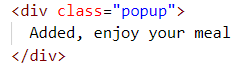 <div class="popup">
Added, enjoy your meal
</div>